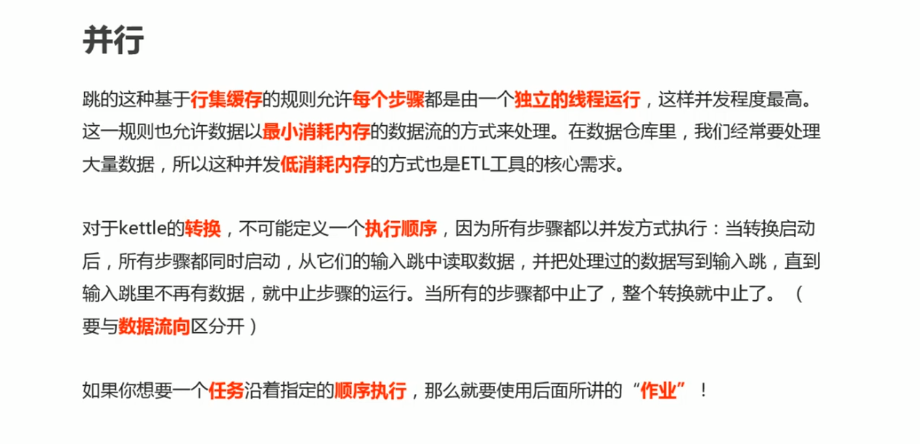 并行
跳的这种基于行集缓存的规则允许每个步骤都是由一个独立的线程运行，这样并发程度最高。
这一规则也允许数据以最小消耗内存的数据流的方式来处理。在数据仓库里，我们经常要处理
大量数据，所以这种并发低消耗内存的方式也是ETL工具的核心需求。
对于kettle的转换，不可能定义一个执行顺序，因为所有步骤都以并发方式执行：当转换启动
后，所有步骤都同时启动，从它们的输入跳中读取数据，并把处理过的数据写到输入跳，直到
输入跳里不再有数据，就中止步骤的运行。当所有的步骤都中止了，整个转换就中止了。（
要与数据流向区分开）
如果你想要一个任务沿着指定的顺序执行，那么就要使用后面所讲的“作业”！